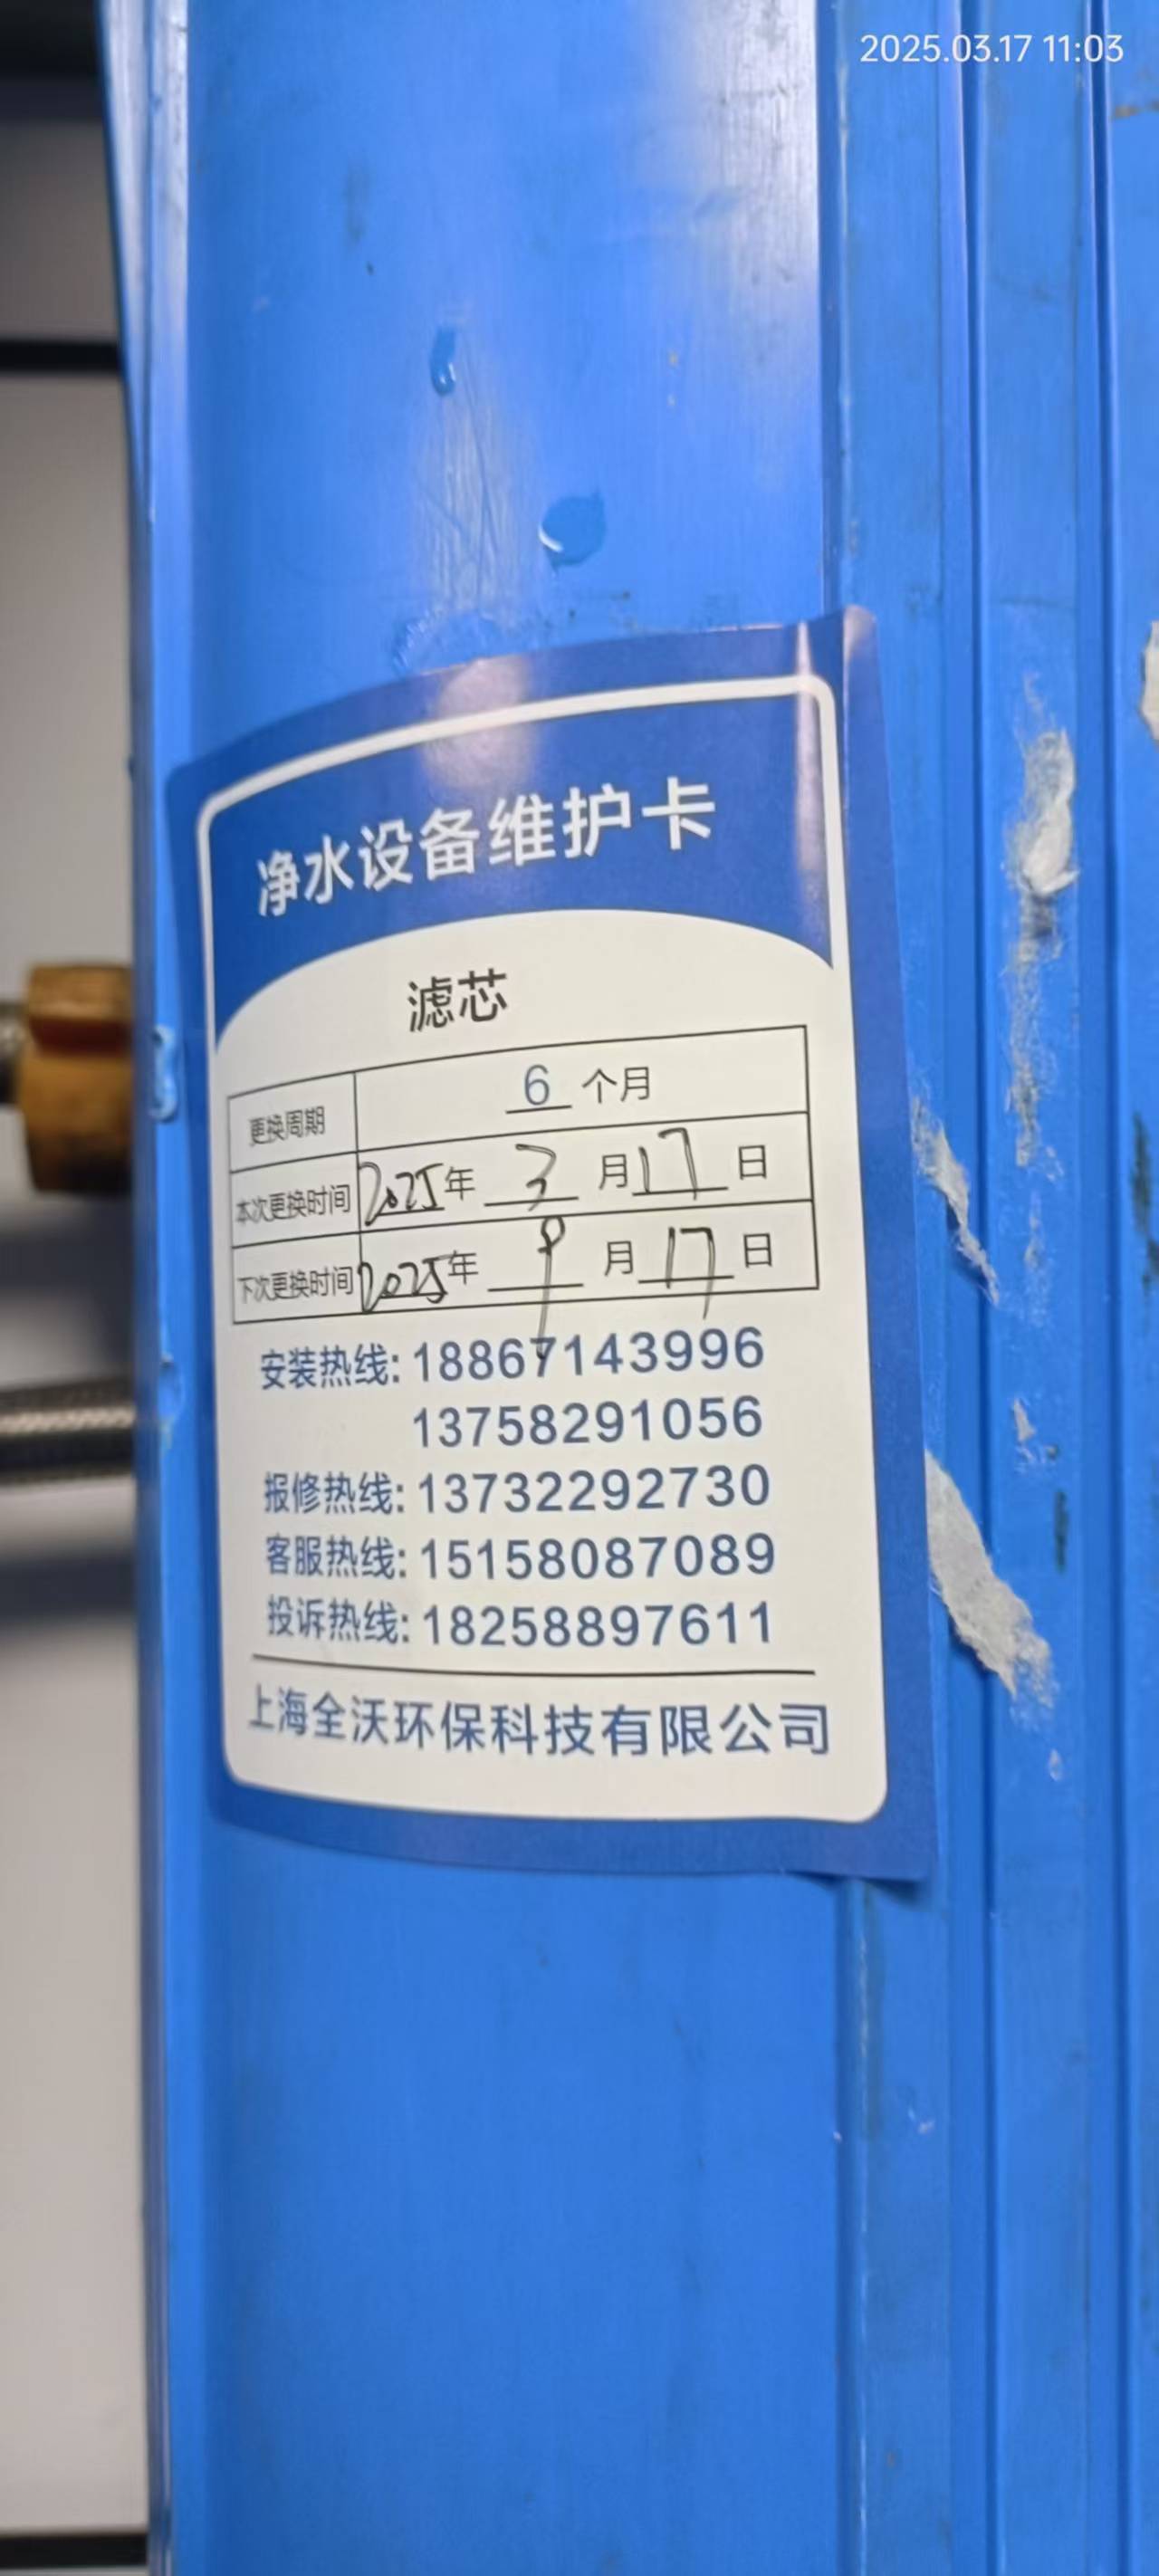 2025.03.17 11:03
净水设备维护卡
滤芯
更换周期 6 个月
本次更换时间 2025年 3 月 17 日
下次更换时间 2025年 9 月 17 日
安装热线: 18867143996
13758291056
报修热线: 13732292730
客服热线: 15158087089
投诉热线: 18258897611
上海全沃环保科技有限公司